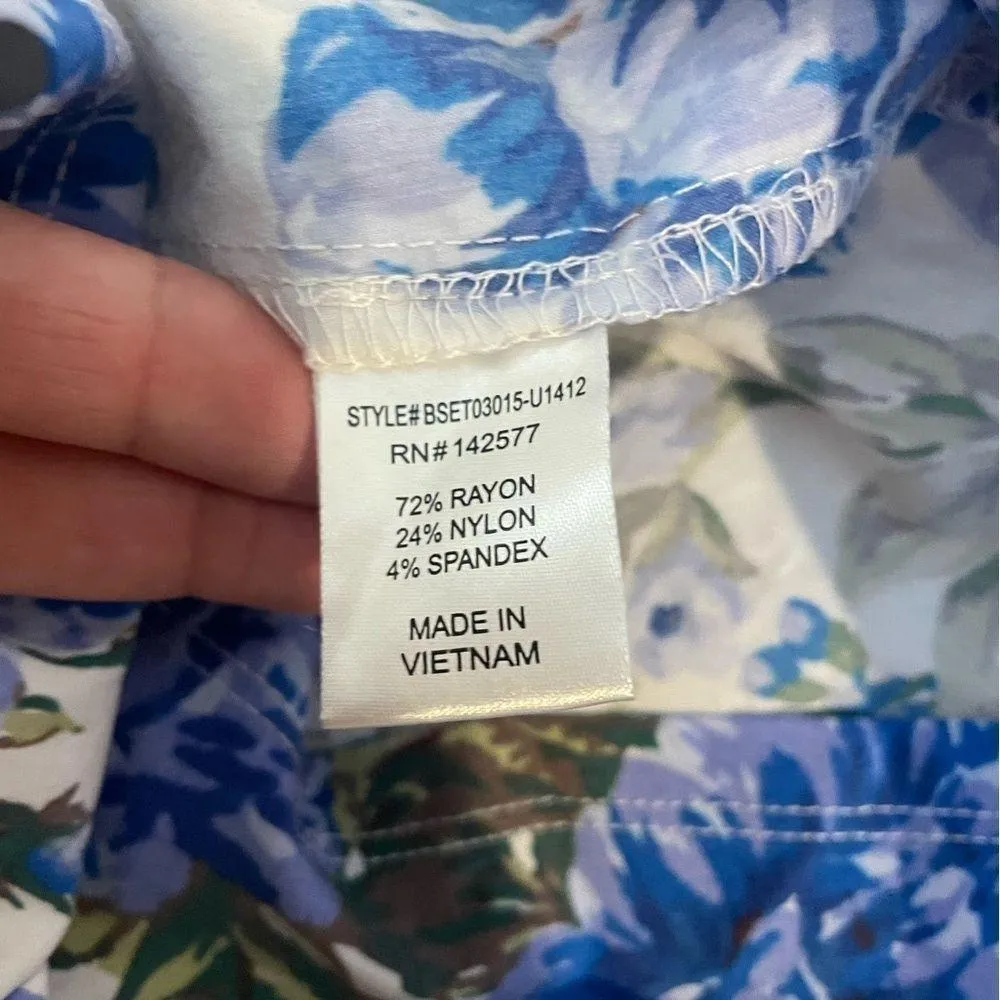 STYLE#BSET03015-U1412
RN#142577
72% RAYON
24% NYLON
4% SPANDEX
MADE IN
VIETNAM